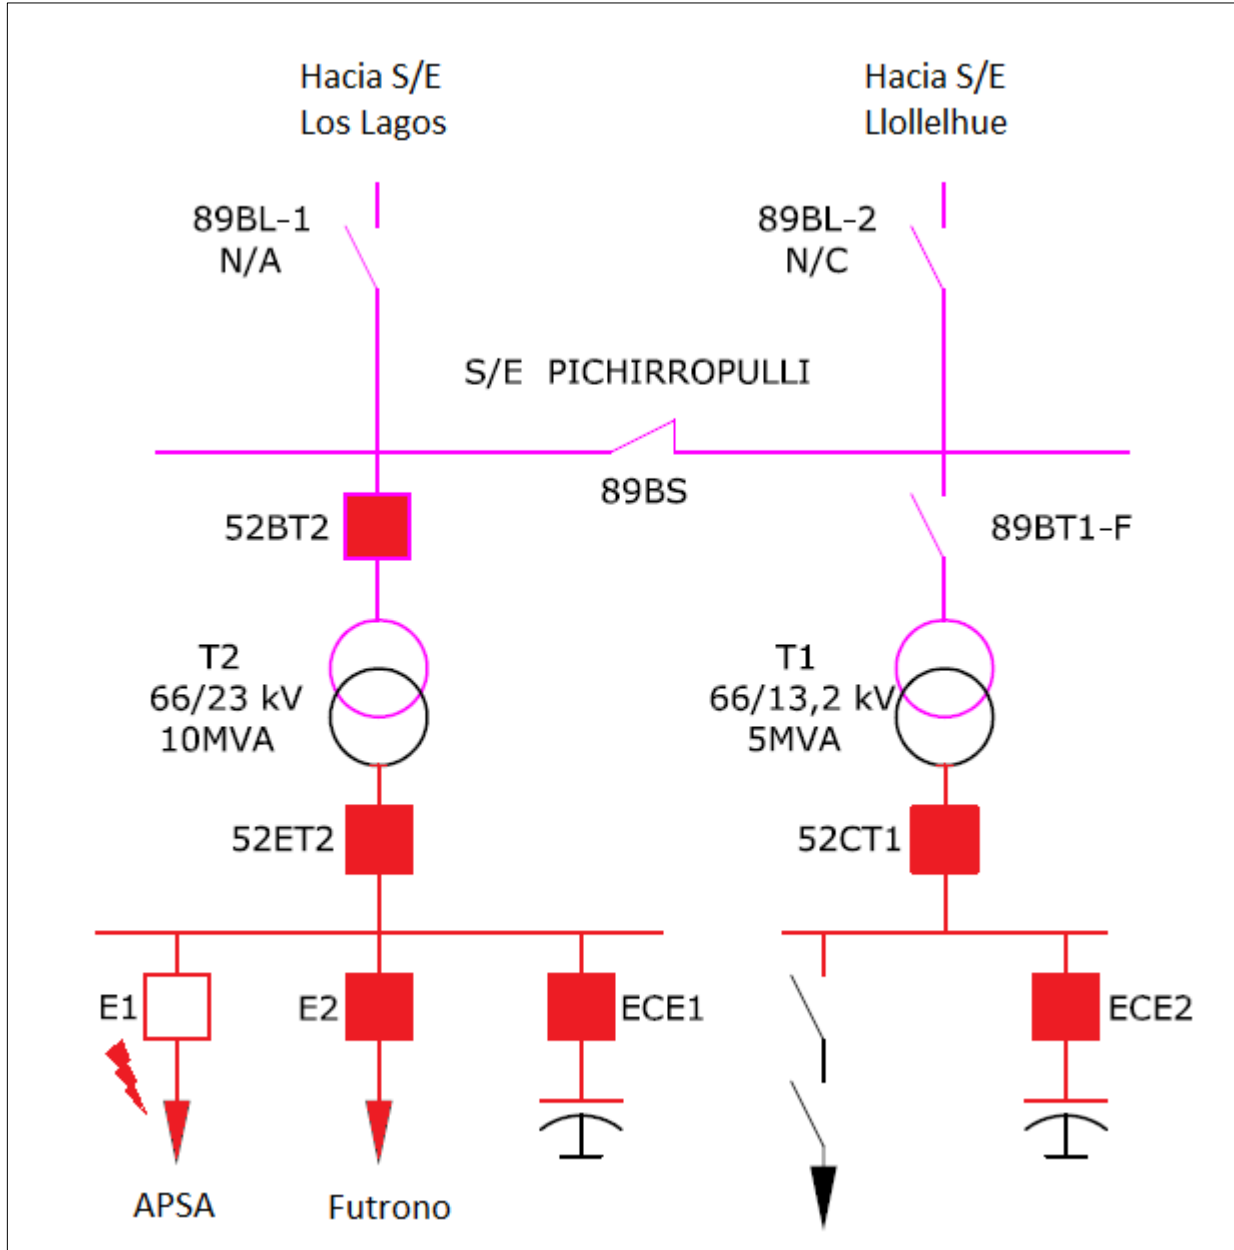 Hacia S/E
Los Lagos
Hacia S/E
Llollelhue
89BL-1
N/A
89BL-2
N/C
S/E PICHIRROPULLI
89BS
52BT2
89BT1-F
T2
66/23 kV
10MVA
T1
66/13,2 kV
5MVA
52ET2
52CT1
E1
E2
ECE1
ECE2
APSA
Futrono